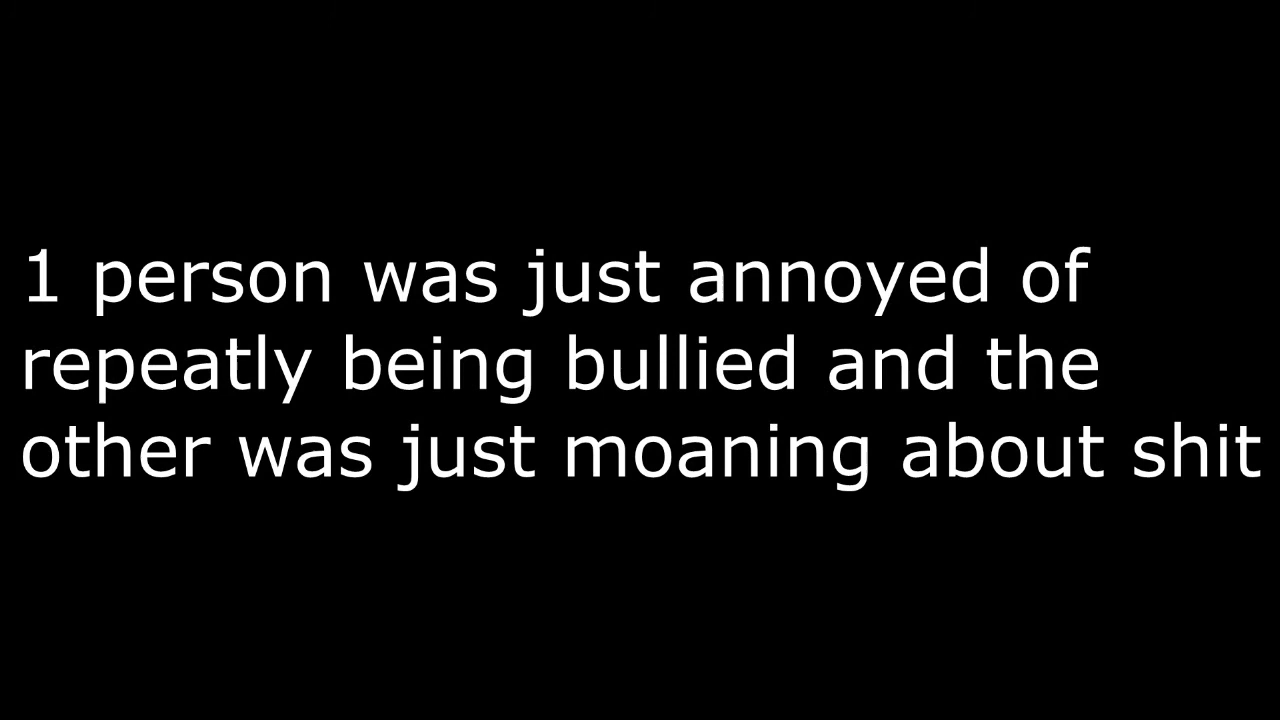 1 person was just annoyed of
repeatly being bullied and the
other was just moaning about shit